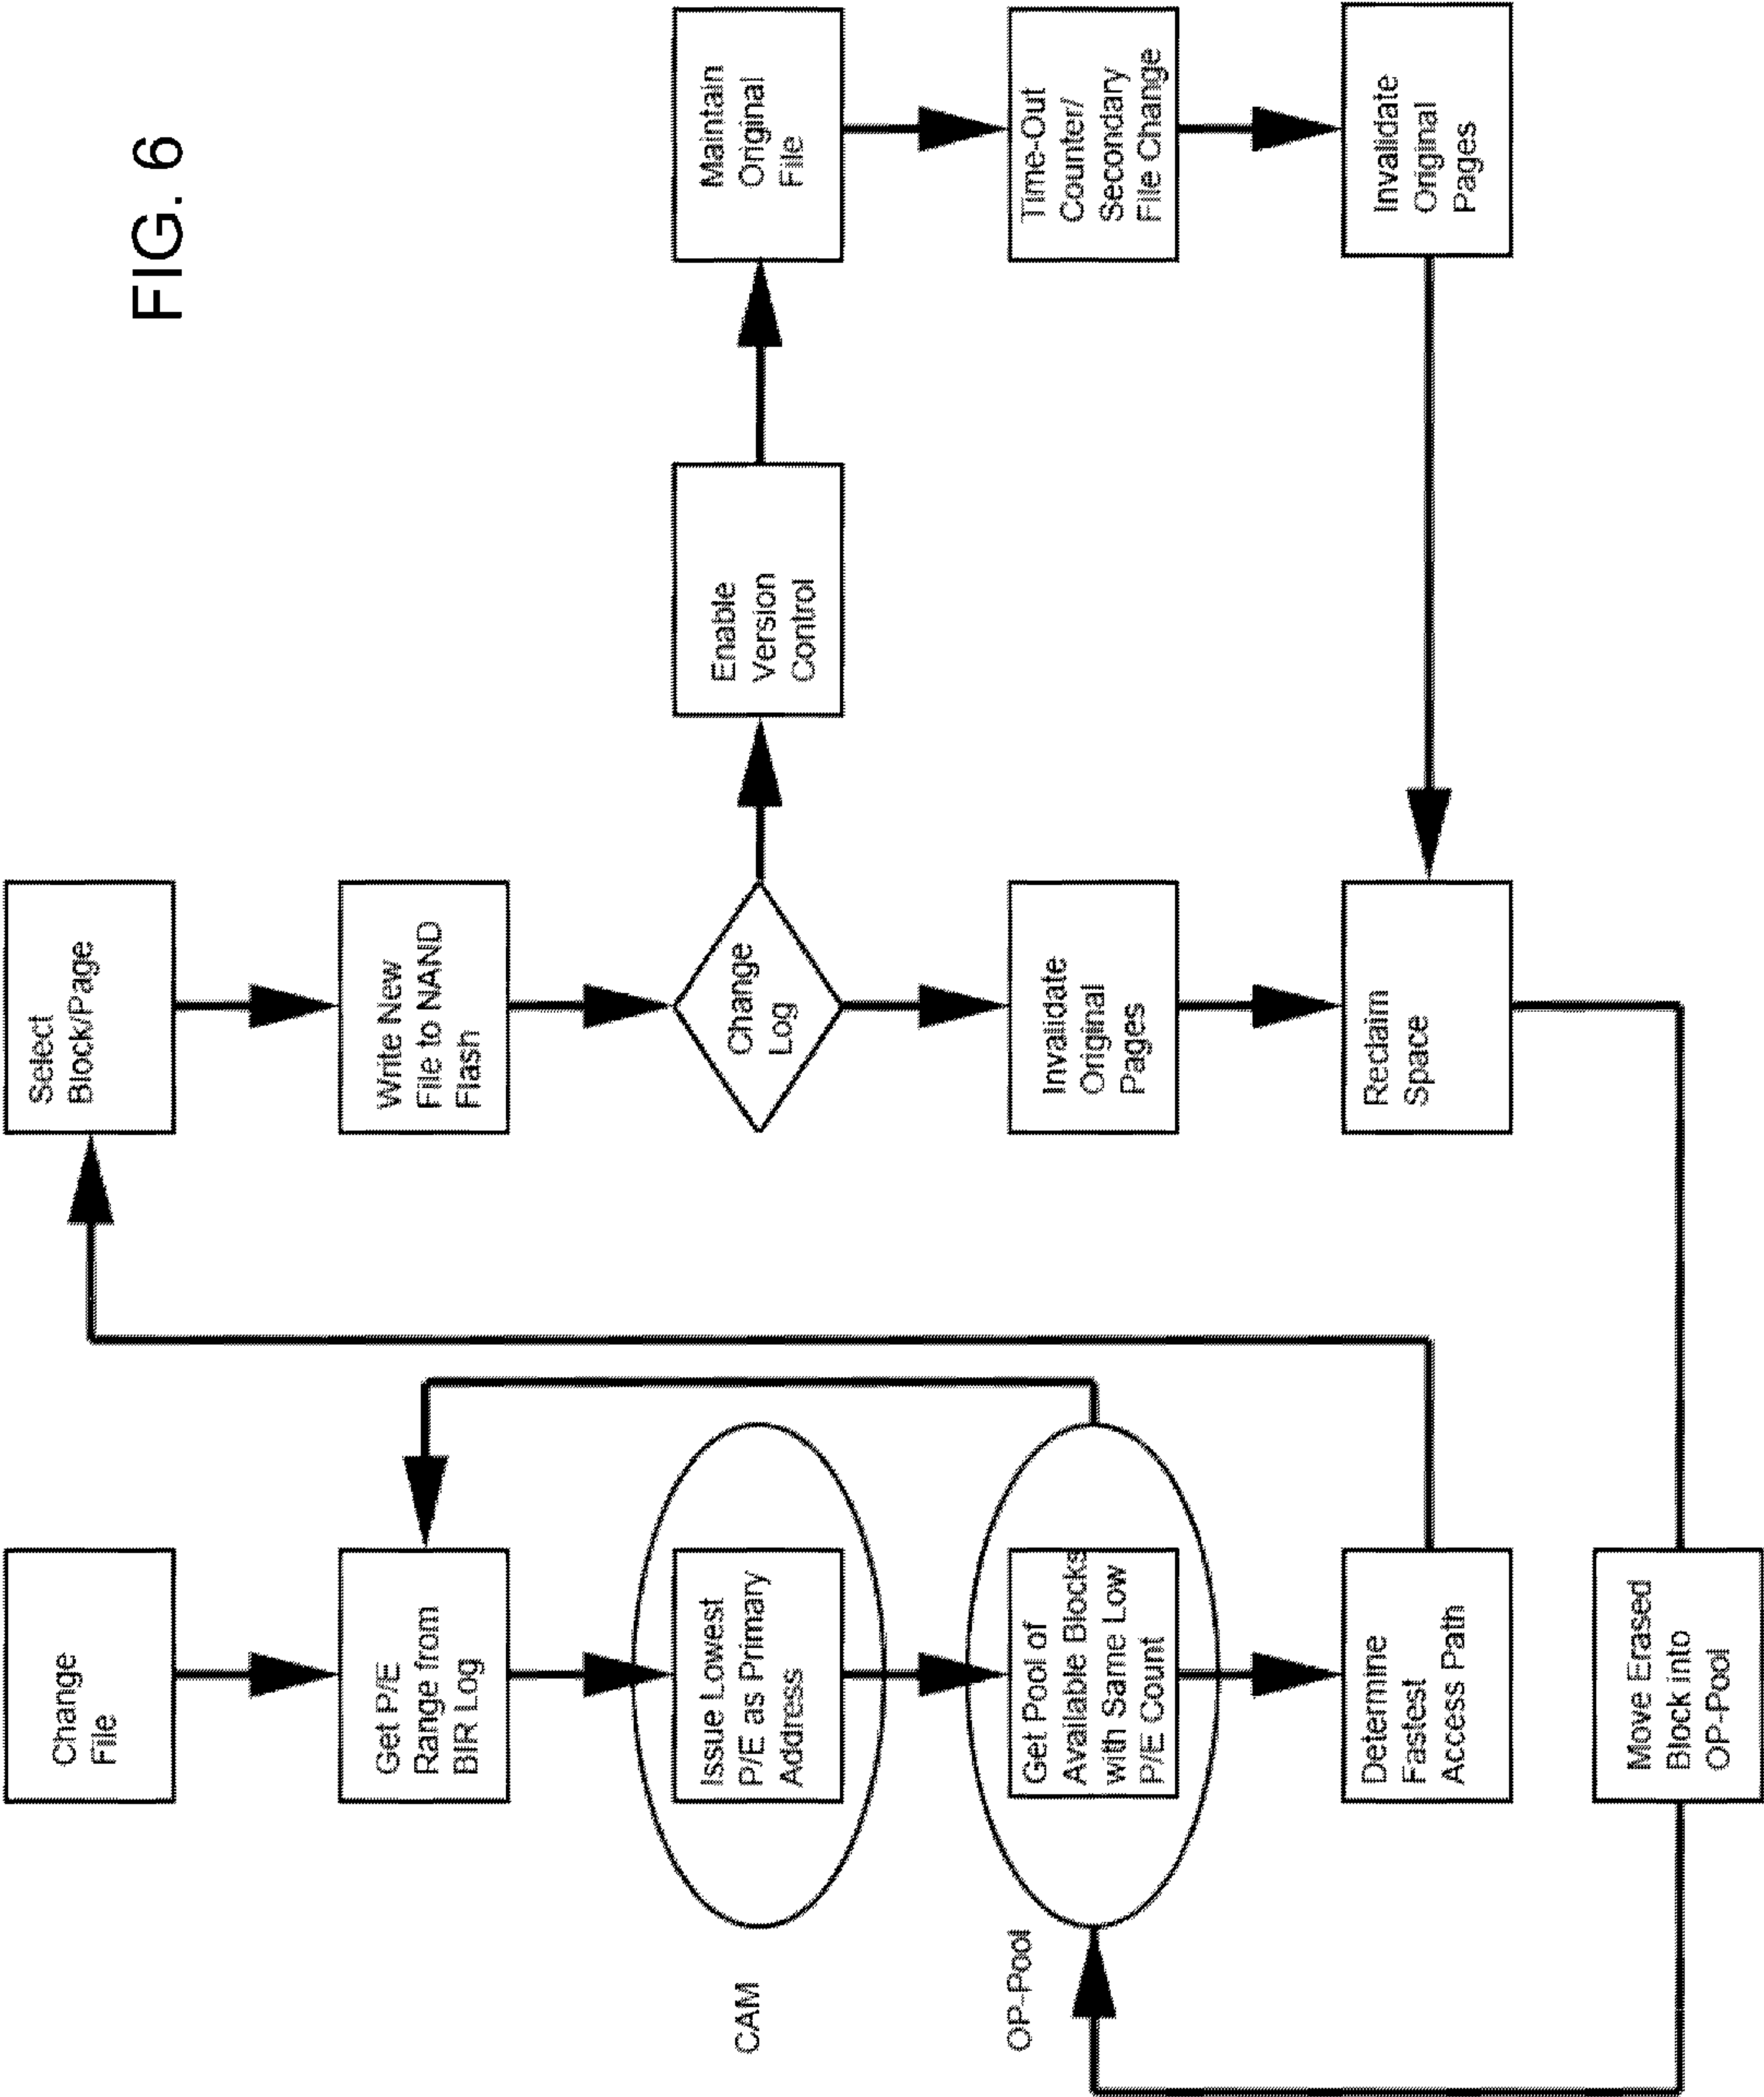 FIG. 6
Change
File
Get P/E
Range from
BIR Log
Issue Lowest
P/E as Primary
Address
CAM
Get Pool of
Available Blocks
with Same Low
P/E Count
OP-Pool
Determine
Fastest
Access Path
Move Erased
Block into
OP-Pool
Select
Block/Page
Write New
File to NAND
Flash
Change
Log
Invalidate
Original
Pages
Reclaim
Space
Enable
Version
Control
Maintain
Original
File
Time-Out
Counter/
Secondary
File Change
Invalidate
Original
Pages